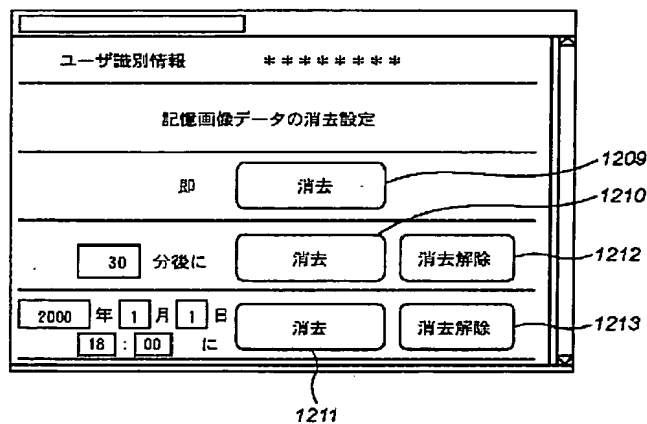 ユーザ識別情報 ********
記憶画像データの消去設定
即 消去 1209
1210
30 分後に 消去 消去解除 1212
2000 年 1 月 1 日
18 : 00 に 消去 消去解除 1213
1211